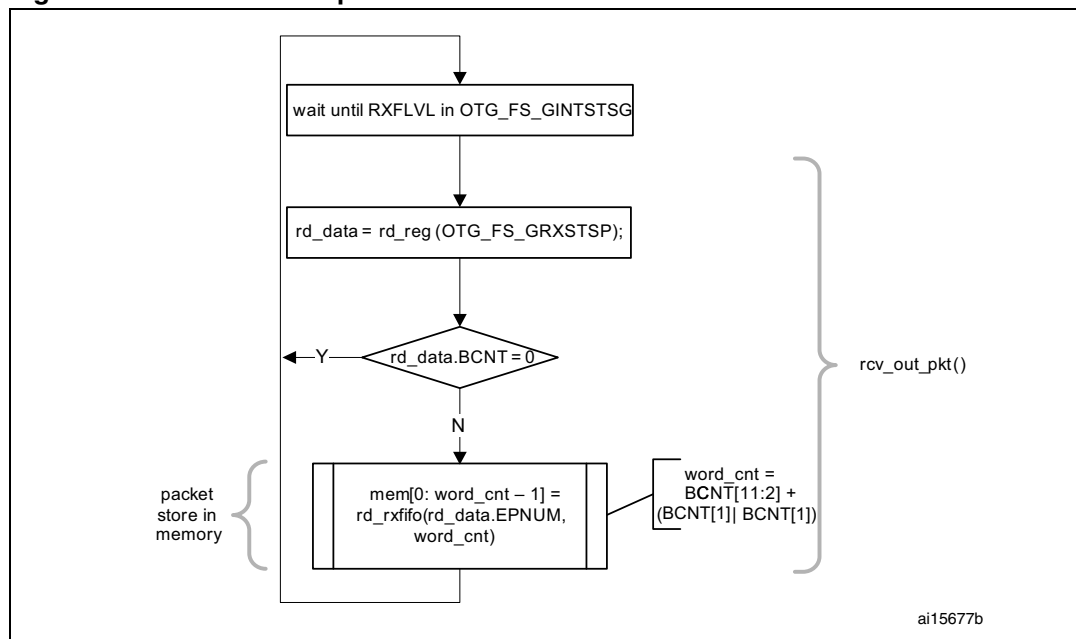 wait until RXFLVL in OTG_FS_GINTSTSG
rd_data = rd_reg (OTG_FS_GRXSTSP);
rd_data.BCNT = 0
Y
rcv_out_pkt()
N
packet
store in
memory
mem[0: word_cnt – 1] =
rd_rxfifo(rd_data.EPNUM,
word_cnt)
word_cnt =
BCNT[11:2] +
(BCNT[1] | BCNT[1])
ai15677b